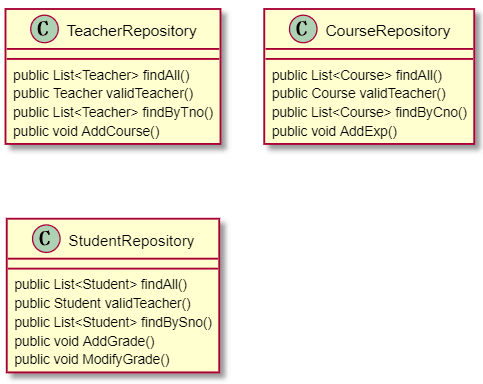 C TeacherRepository
public List<Teacher> findAll()
public Teacher validTeacher()
public List<Teacher> findByTno()
public void AddCourse()
C CourseRepository
public List<Course> findAll()
public Course validTeacher()
public List<Course> findByCno()
public void AddExp()
C StudentRepository
public List<Student> findAll()
public Student validTeacher()
public List<Student> findBySno()
public void AddGrade()
public void ModifyGrade()